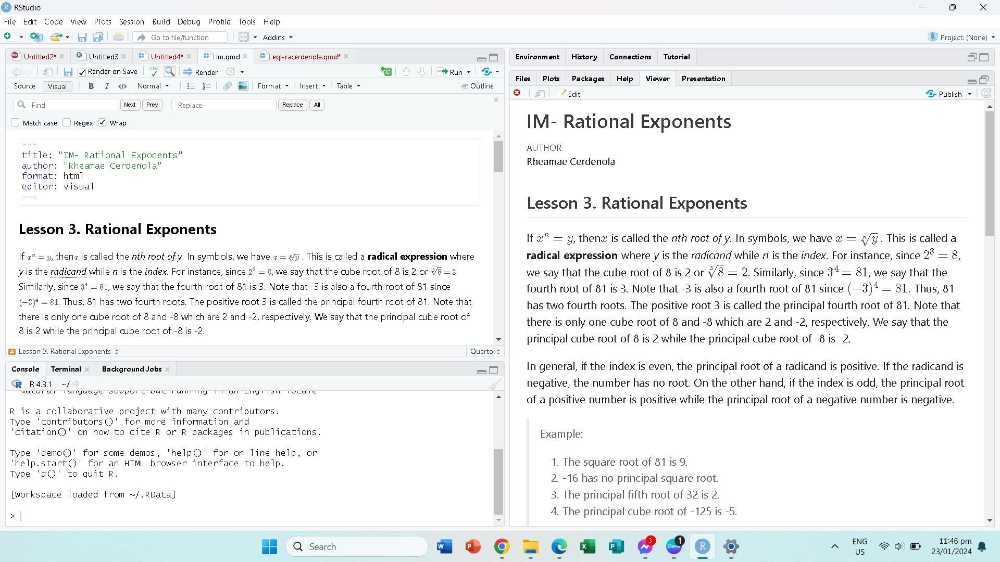 RStudio
File Edit Code View Plots Session Build Debug Profile Tools Help
Go to file/function Addins Project: (None)
Untitled2* Untitled3 Untitled4* im.qmd eql-racerdenola.qmd*
Render on Save ABC Render Run
Source Visual B I </> Normal Format Insert Table Outline
Find Next Prev Replace Replace All
Match case Regex Wrap
---
title: "IM- Rational Exponents"
author: "Rheamae Cerdenola"
format: html
editor: visual
---
Lesson 3. Rational Exponents
If xⁿ = y, thenx is called the nth root of y. In symbols, we have x = ⁿ√y . This is called a radical expression where
y is the radicand while n is the index. For instance, since 2³ = 8, we say that the cube root of 8 is 2 or ³√8 = 2.
Similarly, since 3⁴ = 81, we say that the fourth root of 81 is 3. Note that -3 is also a fourth root of 81 since
(−3)⁴ = 81. Thus, 81 has two fourth roots. The positive root 3 is called the principal fourth root of 81. Note that
there is only one cube root of 8 and -8 which are 2 and -2, respectively. We say that the principal cube root of
8 is 2 while the principal cube root of -8 is -2.
# Lesson 3. Rational Exponents Quarto
Console Terminal Background Jobs
R 4.3.1 · ~/
Natural language support but running in an English locale
R is a collaborative project with many contributors.
Type 'contributors()' for more information and
'citation()' on how to cite R or R packages in publications.
Type 'demo()' for some demos, 'help()' for on-line help, or
'help.start()' for an HTML browser interface to help.
Type 'q()' to quit R.
[Workspace loaded from ~/.RData]
>
Environment History Connections Tutorial
Files Plots Packages Help Viewer Presentation
Edit Publish
IM- Rational Exponents
AUTHOR
Rheamae Cerdenola
Lesson 3. Rational Exponents
If xⁿ = y, thenx is called the nth root of y. In symbols, we have x = ⁿ√y . This is called a
radical expression where y is the radicand while n is the index. For instance, since 2³ = 8,
we say that the cube root of 8 is 2 or ³√8 = 2. Similarly, since 3⁴ = 81, we say that the
fourth root of 81 is 3. Note that -3 is also a fourth root of 81 since (−3)⁴ = 81. Thus, 81
has two fourth roots. The positive root 3 is called the principal fourth root of 81. Note that
there is only one cube root of 8 and -8 which are 2 and -2, respectively. We say that the
principal cube root of 8 is 2 while the principal cube root of -8 is -2.
In general, if the index is even, the principal root of a radicand is positive. If the radicand is
negative, the number has no root. On the other hand, if the index is odd, the principal root
of a positive number is positive while the principal root of a negative number is negative.
Example:
1. The square root of 81 is 9.
2. -16 has no principal square root.
3. The principal fifth root of 32 is 2.
4. The principal cube root of -125 is -5.
Search 3 Canva 1 R ENG 11:46 pm
US 23/01/2024